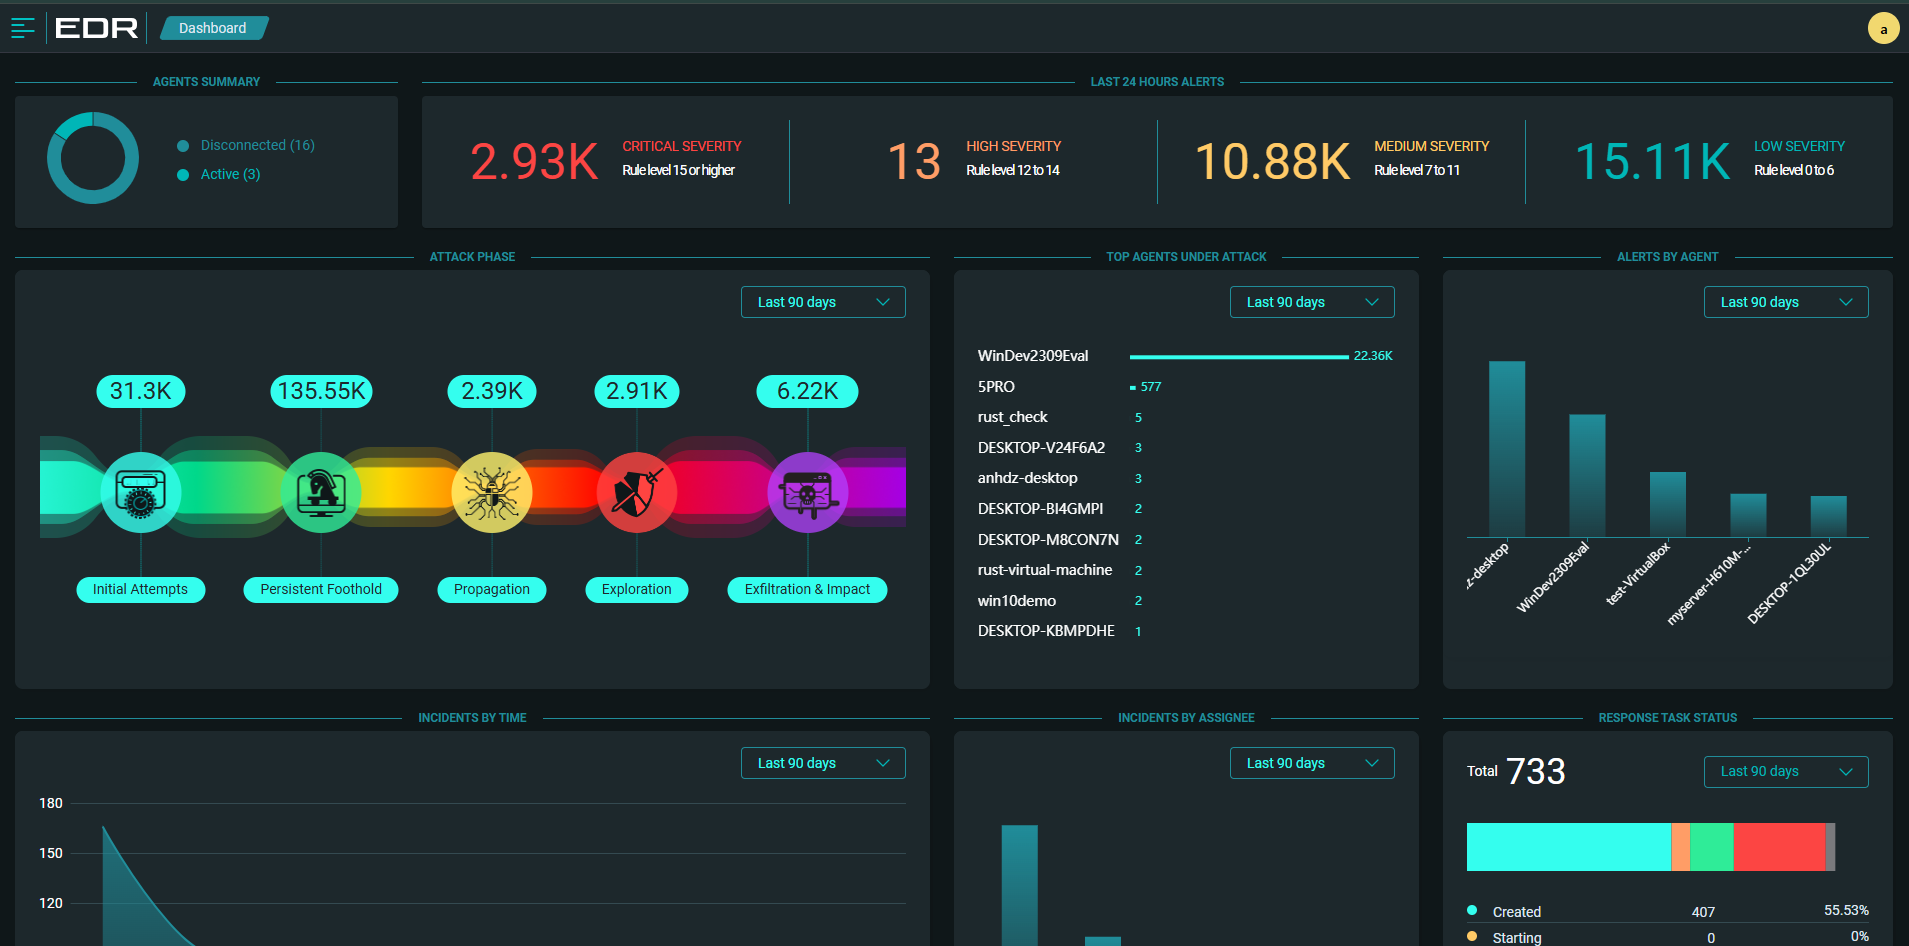 EDR
Dashboard
a
AGENTS SUMMARY
Disconnected (16)
Active (3)
LAST 24 HOURS ALERTS
2.93K
CRITICAL SEVERITY
Rule level 15 or higher
13
HIGH SEVERITY
Rule level 12 to 14
10.88K
MEDIUM SEVERITY
Rule level 7 to 11
15.11K
LOW SEVERITY
Rule level 0 to 6
ATTACK PHASE
Last 90 days
31.3K
135.55K
2.39K
2.91K
6.22K
Initial Attempts
Persistent Foothold
Propagation
Exploration
Exfiltration & Impact
TOP AGENTS UNDER ATTACK
Last 90 days
WinDev2309Eval 22.36K
5PRO 577
rust_check 5
DESKTOP-V24F6A2 3
anhdz-desktop 3
DESKTOP-BI4GMPI 2
DESKTOP-M8CON7N 2
rust-virtual-machine 2
win10demo 2
DESKTOP-KBMPDHE 1
ALERTS BY AGENT
Last 90 days
z-desktop
WinDev2309Eval
test-VirtualBox
myserver-H610M-...
DESKTOP-1QL30UL
INCIDENTS BY TIME
Last 90 days
180
150
120
INCIDENTS BY ASSIGNEE
Last 90 days
RESPONSE TASK STATUS
Total 733
Last 90 days
Created 407 55.53%
Starting 0 0%